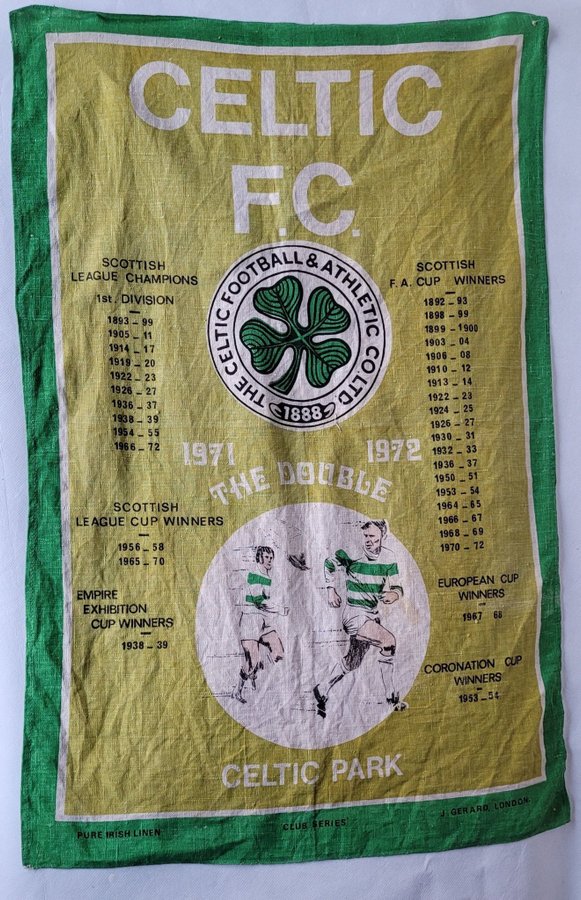 CELTIC
F.C.
THE CELTIC FOOTBALL & ATHLETIC CO. LTD
1888
SCOTTISH
LEAGUE CHAMPIONS
1st. DIVISION
1893 - 99
1905 - 11
1914 - 17
1919 - 20
1922 - 23
1926 - 27
1936 - 37
1938 - 39
1954 - 55
1966 - 72
SCOTTISH
F. A. CUP WINNERS
1892 - 93
1898 - 99
1899 - 1900
1903 - 04
1906 - 08
1910 - 12
1913 - 14
1922 - 23
1924 - 25
1926 - 27
1930 - 31
1932 - 33
1936 - 37
1950 - 51
1953 - 54
1964 - 65
1966 - 67
1968 - 69
1970 - 72
1971 1972
THE DOUBLE
SCOTTISH
LEAGUE CUP WINNERS
1956 - 58
1965 - 70
EMPIRE
EXHIBITION
CUP WINNERS
1938 - 39
EUROPEAN CUP
WINNERS
1967 68
CORONATION CUP
WINNERS
1953 - 54
CELTIC PARK
PURE IRISH LINEN
CLUB SERIES
J. GERARD, LONDON.